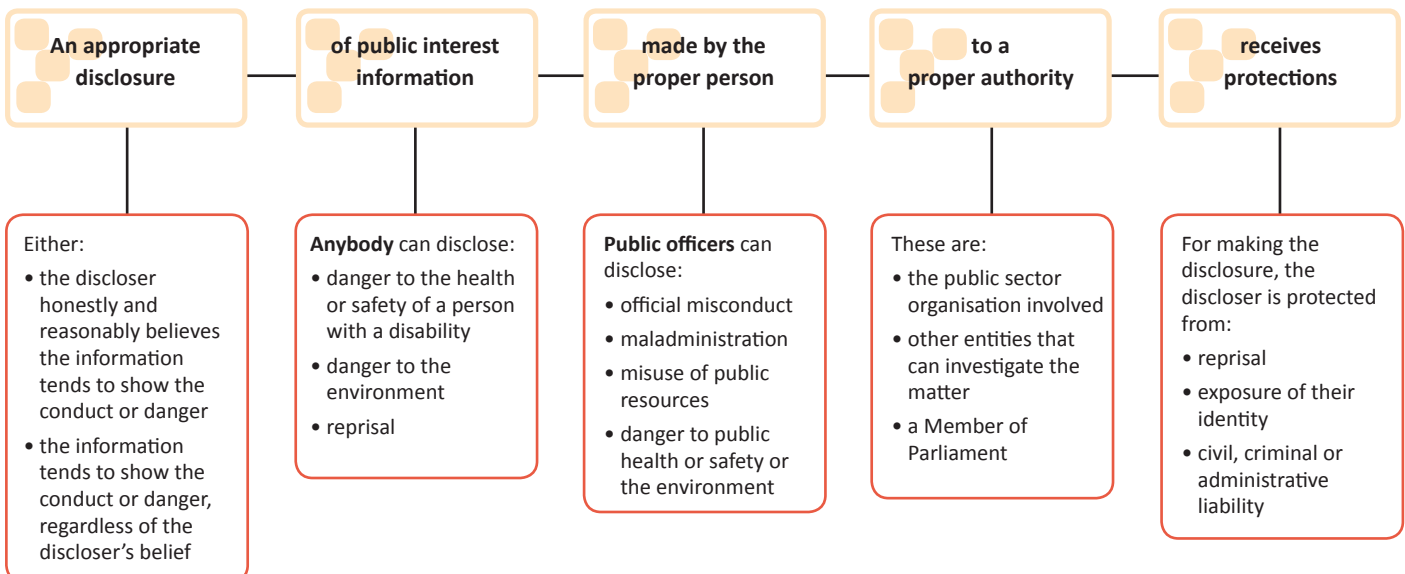 An appropriate
disclosure
of public interest
information
made by the
proper person
to a
proper authority
receives
protections
Either:
• the discloser
honestly and
reasonably believes
the information
tends to show the
conduct or danger
• the information
tends to show the
conduct or danger,
regardless of the
discloser’s belief
Anybody can disclose:
• danger to the health
or safety of a person
with a disability
• danger to the
environment
• reprisal
Public officers can
disclose:
• official misconduct
• maladministration
• misuse of public
resources
• danger to public
health or safety or
the environment
These are:
• the public sector
organisation involved
• other entities that
can investigate the
matter
• a Member of
Parliament
For making the
disclosure, the
discloser is protected
from:
• reprisal
• exposure of their
identity
• civil, criminal or
administrative
liability